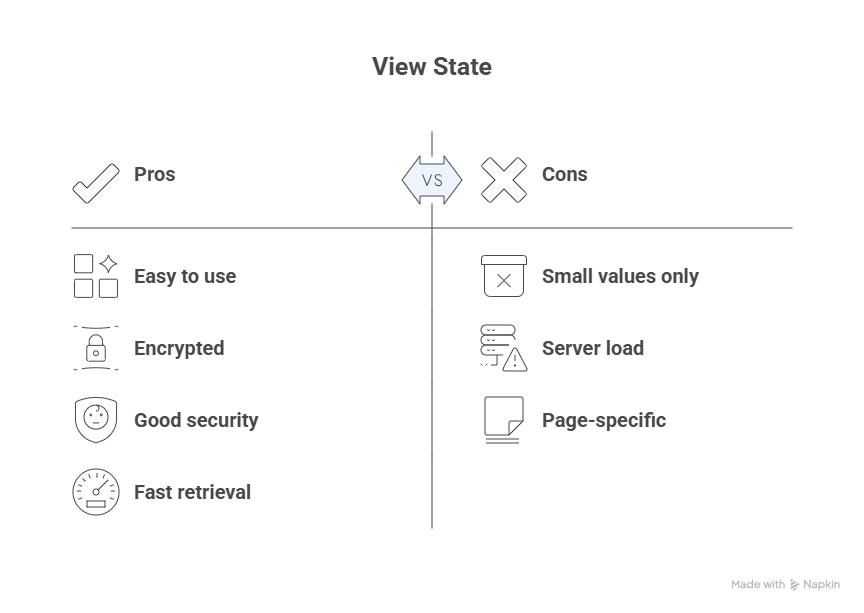 View State
Pros
VS
Cons
Easy to use
Small values only
Encrypted
Server load
Good security
Page-specific
Fast retrieval
Made with Napkin